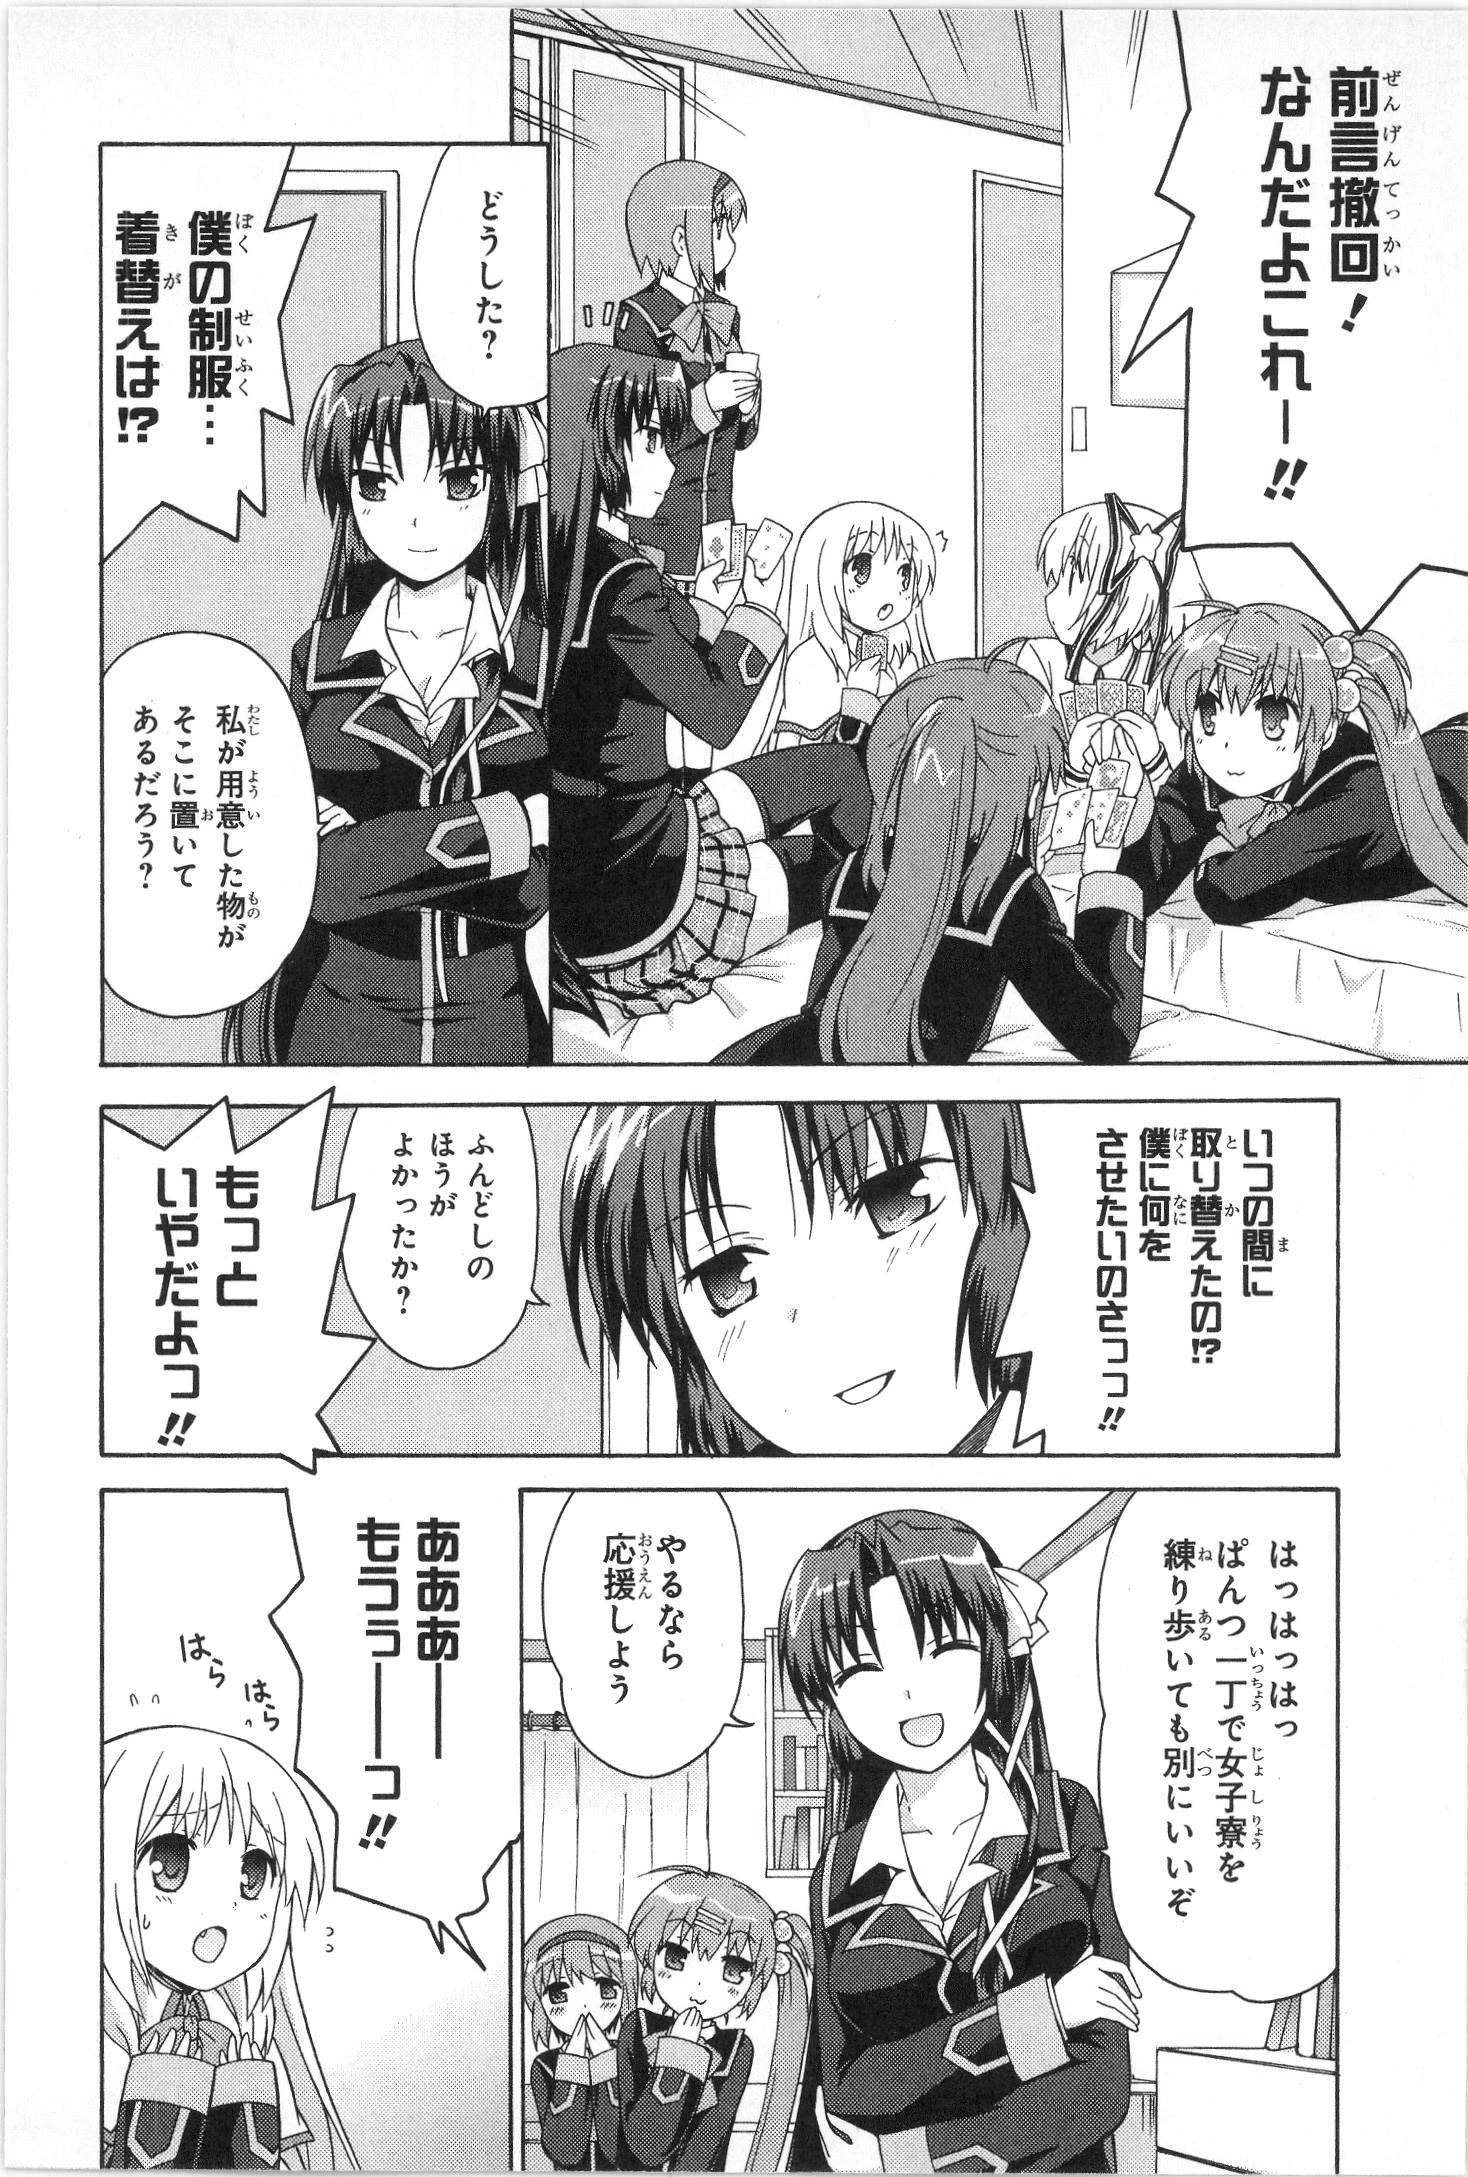 前言撤回！
なんだよこれー!!
どうした？
僕の制服…
着替えは!?
私が用意した物が
そこに置いて
あるだろう？
いつの間に
取り替えたの!?
僕に何を
させたいのさっっ!!
ふんどしの
ほうが
よかったか？
もっと
いやだよっ!!
はっはっはっ
ぱんつ一丁で女子寮を
練り歩いても別にいいぞ
やるなら
応援しよう
あああー
もうぅーーっ!!
はら
はら